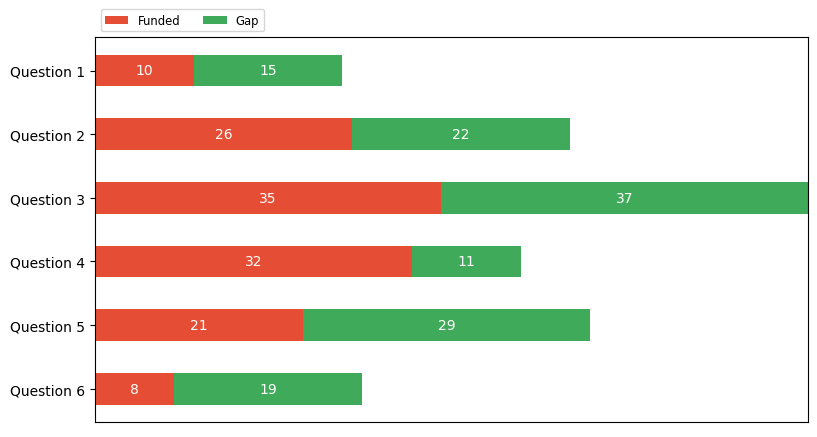 Funded Gap
Question 1 10 15
Question 2 26 22
Question 3 35 37
Question 4 32 11
Question 5 21 29
Question 6 8 19